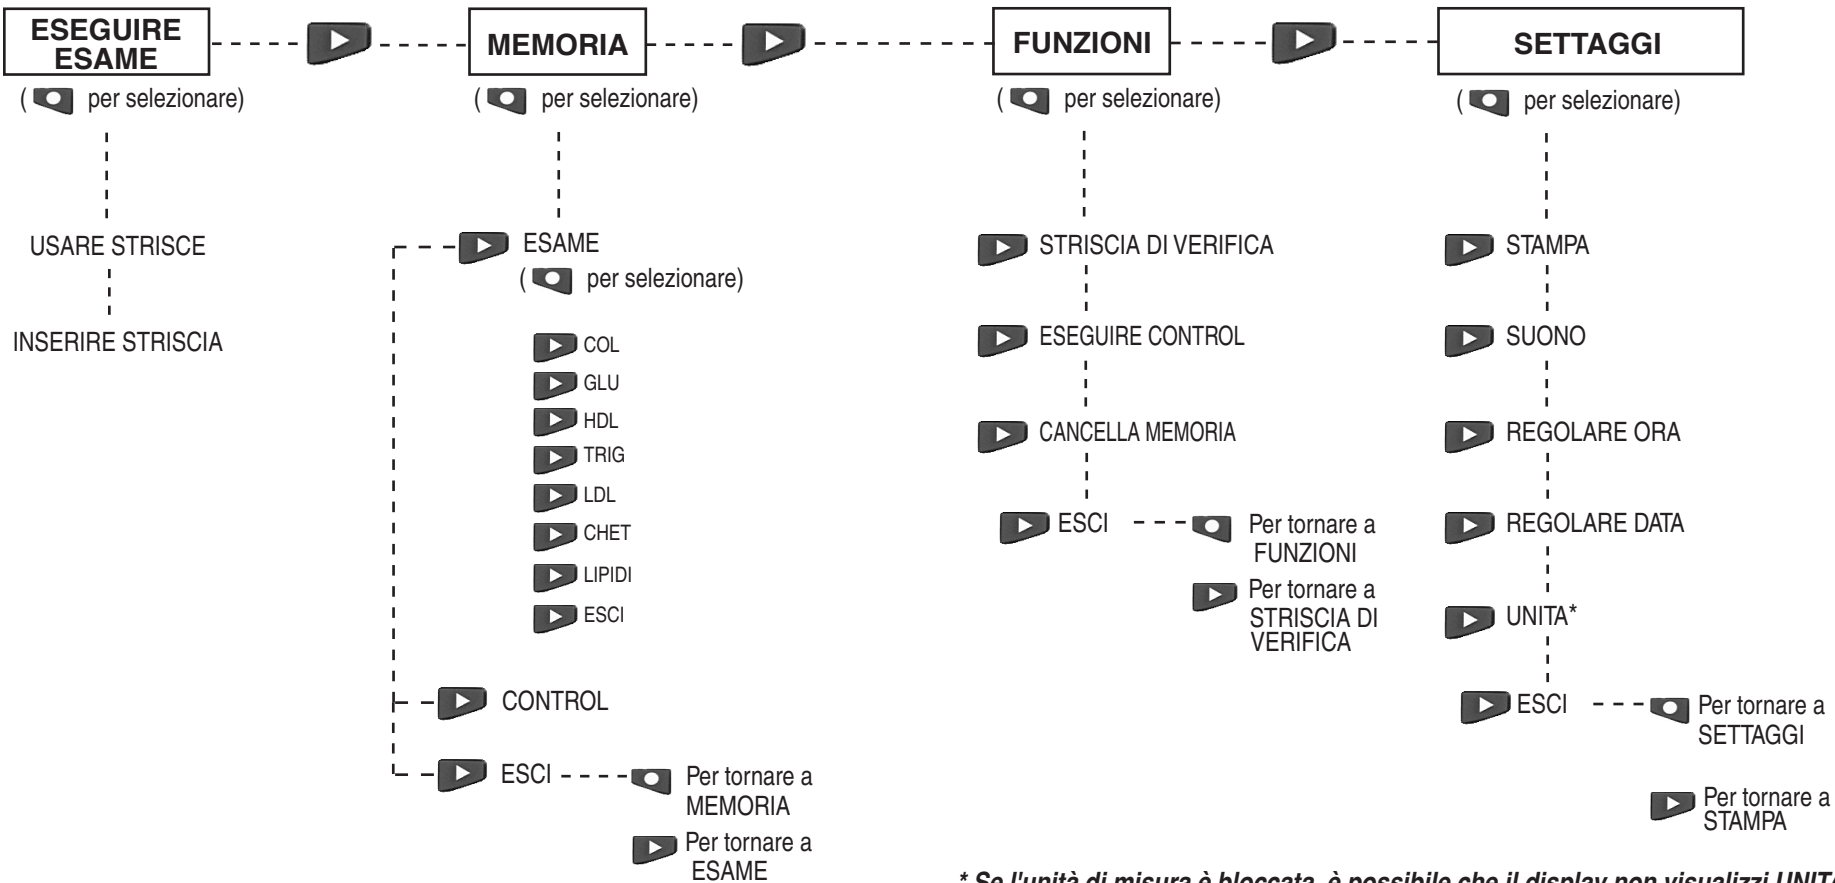 ESEGUIRE
ESAME
MEMORIA
FUNZIONI
SETTAGGI
( per selezionare)
( per selezionare)
( per selezionare)
( per selezionare)
USARE STRISCE
INSERIRE STRISCIA
ESAME
( per selezionare)
COL
GLU
HDL
TRIG
LDL
CHET
LIPIDI
ESCI
CONTROL
ESCI
Per tornare a
MEMORIA
Per tornare a
ESAME
STRISCIA DI VERIFICA
ESEGUIRE CONTROL
CANCELLA MEMORIA
ESCI
Per tornare a
FUNZIONI
Per tornare a
STRISCIA DI
VERIFICA
STAMPA
SUONO
REGOLARE ORA
REGOLARE DATA
UNITA*
ESCI
Per tornare a
SETTAGGI
Per tornare a
STAMPA
* Se l'unità di misura è bloccata, è possibile che il display non visualizzi